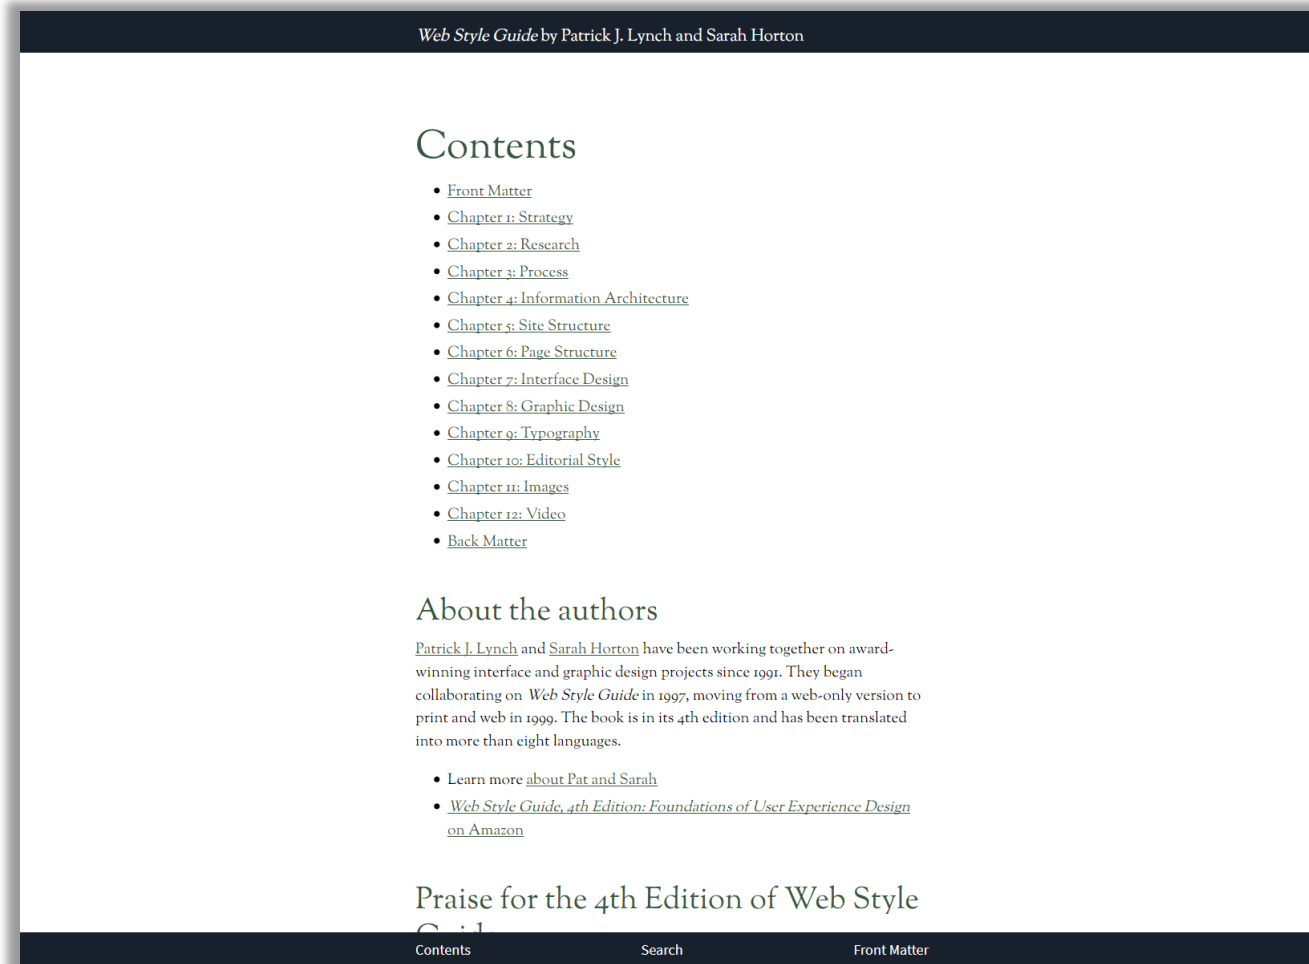 Web Style Guide by Patrick J. Lynch and Sarah Horton
Contents
• Front Matter
• Chapter 1: Strategy
• Chapter 2: Research
• Chapter 3: Process
• Chapter 4: Information Architecture
• Chapter 5: Site Structure
• Chapter 6: Page Structure
• Chapter 7: Interface Design
• Chapter 8: Graphic Design
• Chapter 9: Typography
• Chapter 10: Editorial Style
• Chapter 11: Images
• Chapter 12: Video
• Back Matter
About the authors
Patrick J. Lynch and Sarah Horton have been working together on award-
winning interface and graphic design projects since 1991. They began
collaborating on Web Style Guide in 1997, moving from a web-only version to
print and web in 1999. The book is in its 4th edition and has been translated
into more than eight languages.
• Learn more about Pat and Sarah
• Web Style Guide, 4th Edition: Foundations of User Experience Design
on Amazon
Praise for the 4th Edition of Web Style
Guide
Contents Search Front Matter